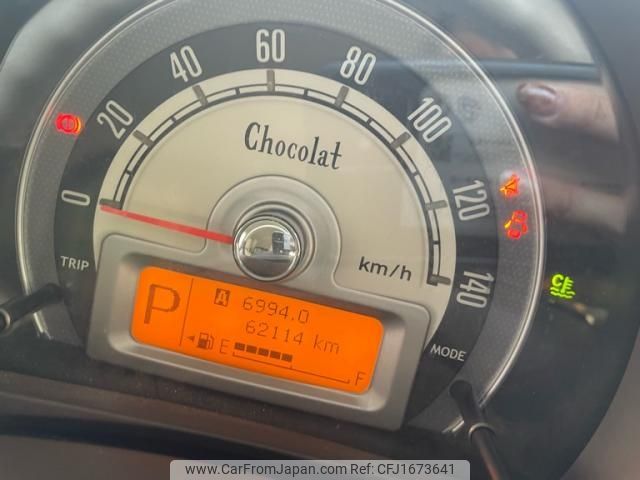 0 20 40 60 80 100 120 140
Chocolat
km/h
TRIP
MODE
P A 6994.0
62114 km
E F
www.CarFromJapan.com for CFJ1673641